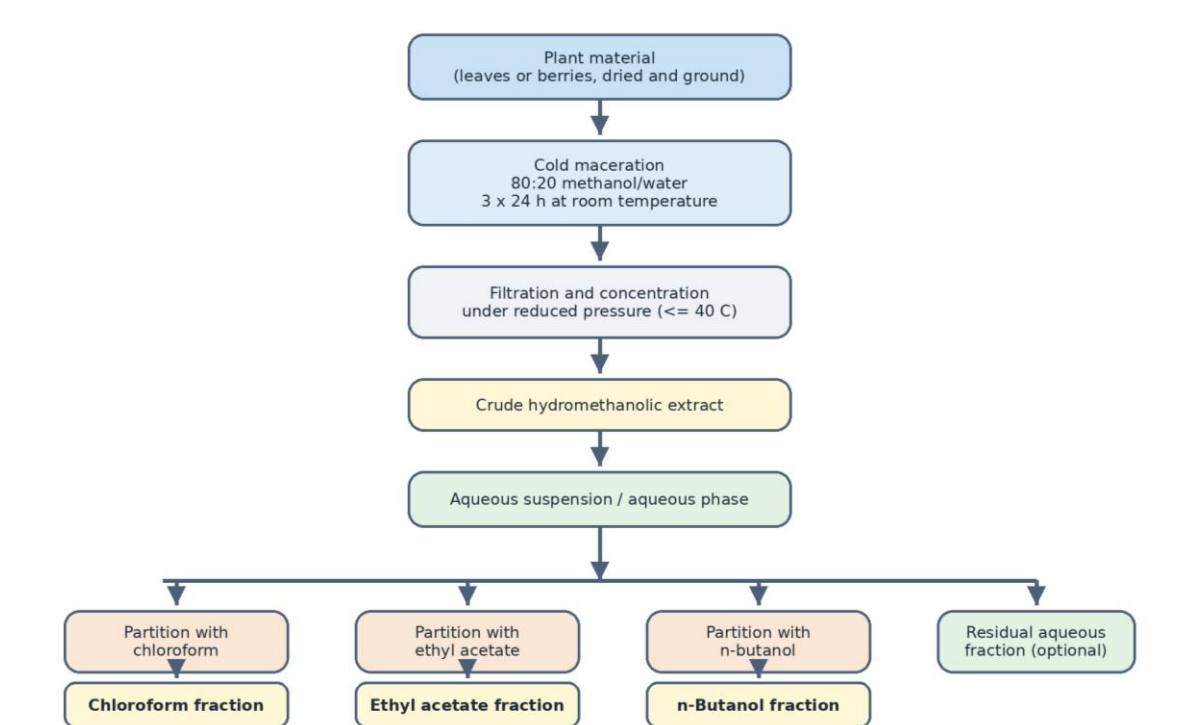 Plant material
(leaves or berries, dried and ground)
Cold maceration
80:20 methanol/water
3 x 24 h at room temperature
Filtration and concentration
under reduced pressure (<= 40 C)
Crude hydromethanolic extract
Aqueous suspension / aqueous phase
Partition with
chloroform
Partition with
ethyl acetate
Partition with
n-butanol
Residual aqueous
fraction (optional)
Chloroform fraction
Ethyl acetate fraction
n-Butanol fraction